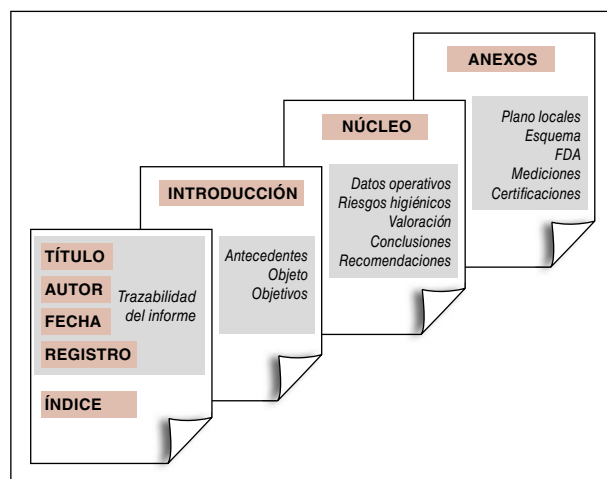 ANEXOS
Plano locales
Esquema
FDA
Mediciones
Certificaciones
NÚCLEO
Datos operativos
Riesgos higiénicos
Valoración
Conclusiones
Recomendaciones
INTRODUCCIÓN
Antecedentes
Objeto
Objetivos
TÍTULO
AUTOR
FECHA
REGISTRO
Trazabilidad
del informe
ÍNDICE